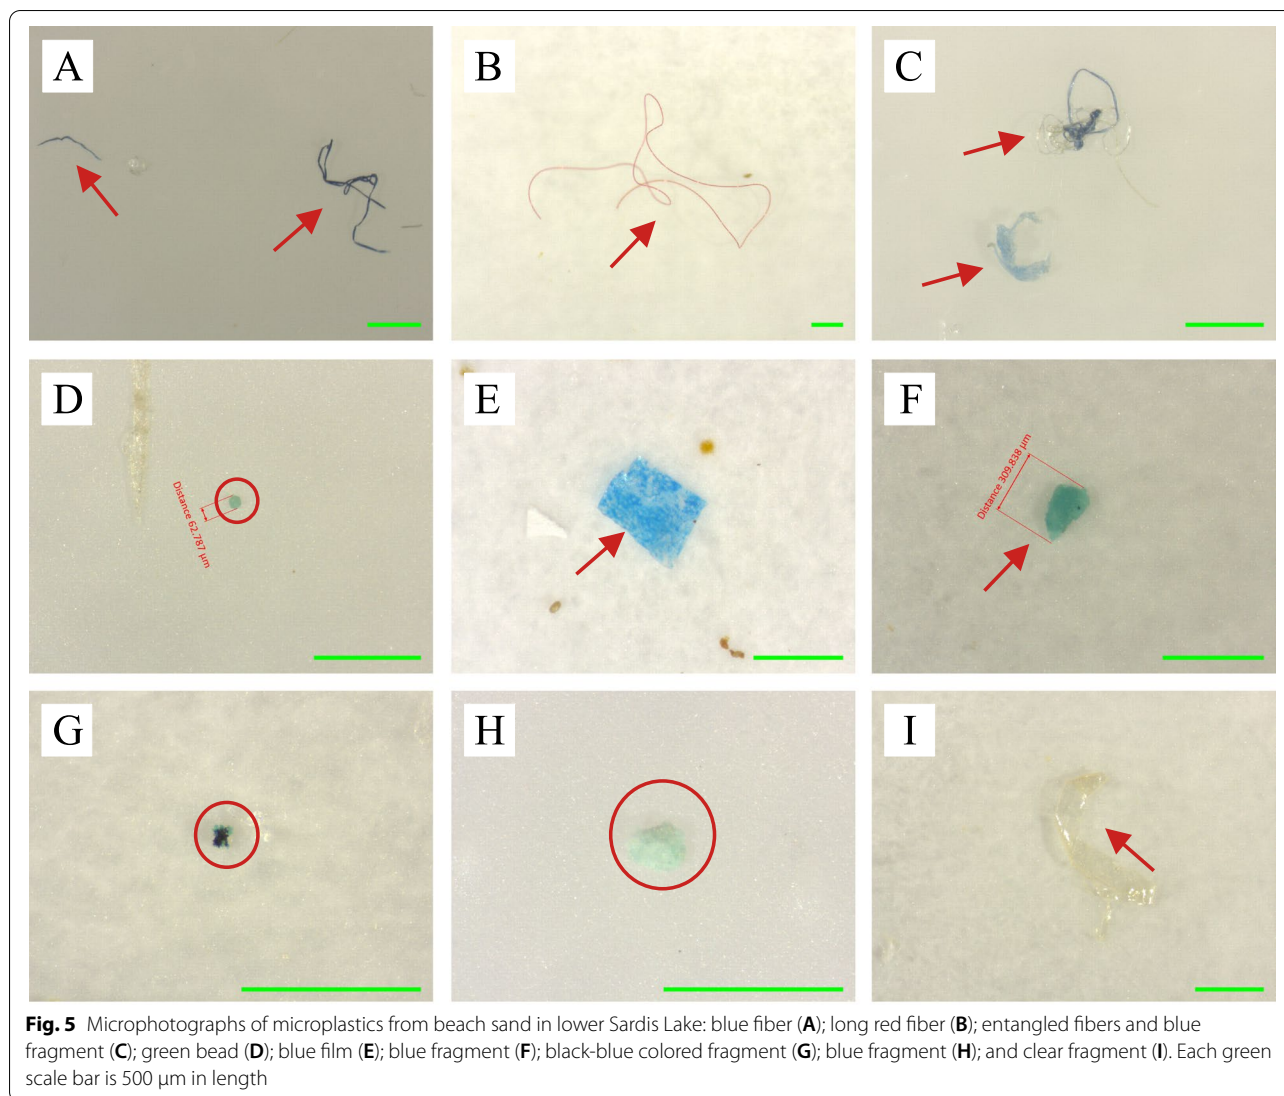 A
B
C
D
Distance 62.787 μm
E
F
Distance 309.838 μm
G
H
I
Fig. 5 Microphotographs of microplastics from beach sand in lower Sardis Lake: blue fiber (A); long red fiber (B); entangled fibers and blue
fragment (C); green bead (D); blue film (E); blue fragment (F); black-blue colored fragment (G); blue fragment (H); and clear fragment (I). Each green
scale bar is 500 μm in length